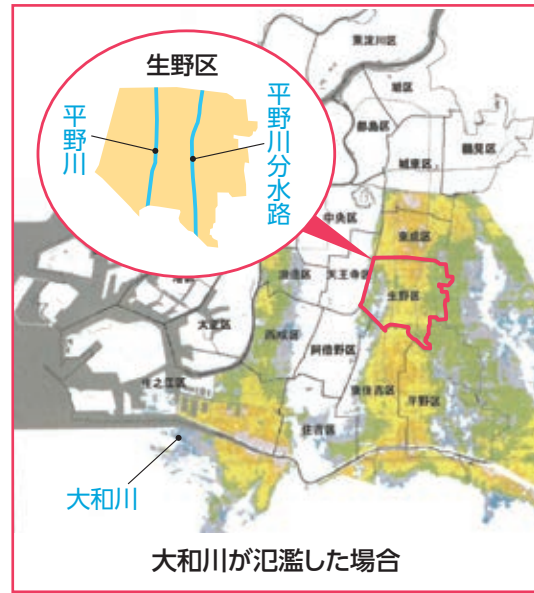 生野区
平野川
平野川分水路
東淀川区
旭区
都島区
城東区
鶴見区
中央区
東成区
浪速区
天王寺区
生野区
大正区
西成区
阿倍野区
住之江区
東住吉区
平野区
住吉区
大和川
大和川が氾濫した場合